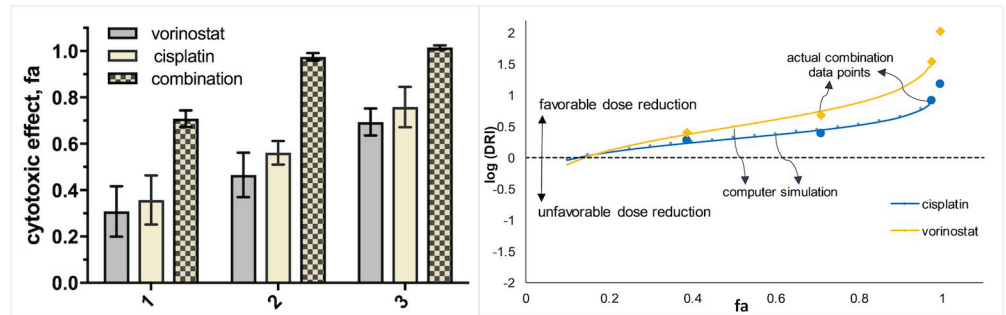 cytotoxic effect, fa
1.0
0.8
0.6
0.4
0.2
0.0
vorinostat
cisplatin
combination
1
2
3
log (DRI)
2
1.5
1
0.5
0
-0.5
-1
-1.5
-2
favorable dose reduction
unfavorable dose reduction
actual combination
data points
computer simulation
cisplatin
vorinostat
0
0.2
0.4
0.6
0.8
1
fa